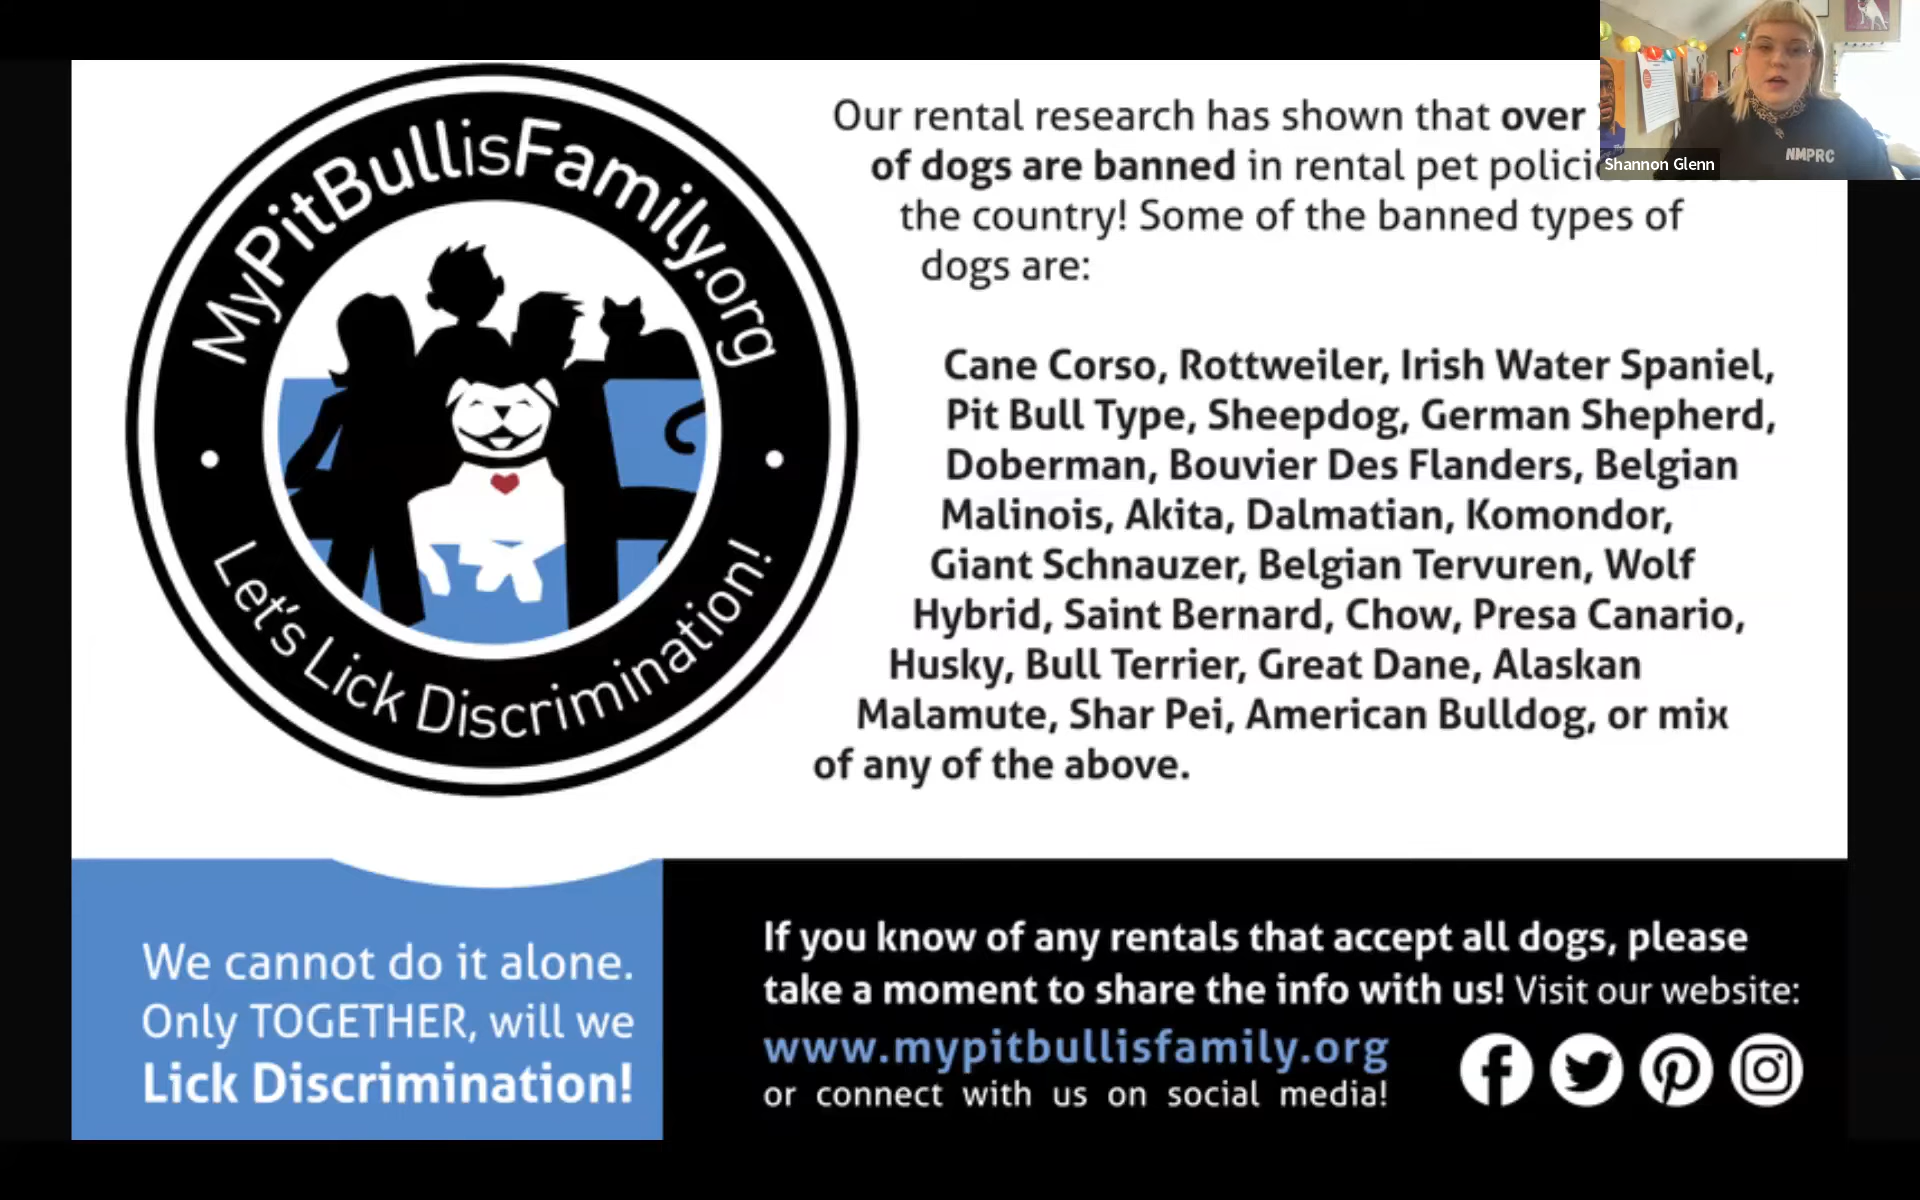 MyPitBullisFamily.org
Let's Lick Discrimination!
Our rental research has shown that over
of dogs are banned in rental pet
the country! Some of the banned types of
dogs are:
Cane Corso, Rottweiler, Irish Water Spaniel,
Pit Bull Type, Sheepdog, German Shepherd,
Doberman, Bouvier Des Flanders, Belgian
Malinois, Akita, Dalmatian, Komondor,
Giant Schnauzer, Belgian Tervuren, Wolf
Hybrid, Saint Bernard, Chow, Presa Canario,
Husky, Bull Terrier, Great Dane, Alaskan
Malamute, Shar Pei, American Bulldog, or mix
of any of the above.
Shannon Glenn
NMPRC
We cannot do it alone.
Only TOGETHER, will we
Lick Discrimination!
If you know of any rentals that accept all dogs, please
take a moment to share the info with us! Visit our website:
www.mypitbullisfamily.org
or connect with us on social media!